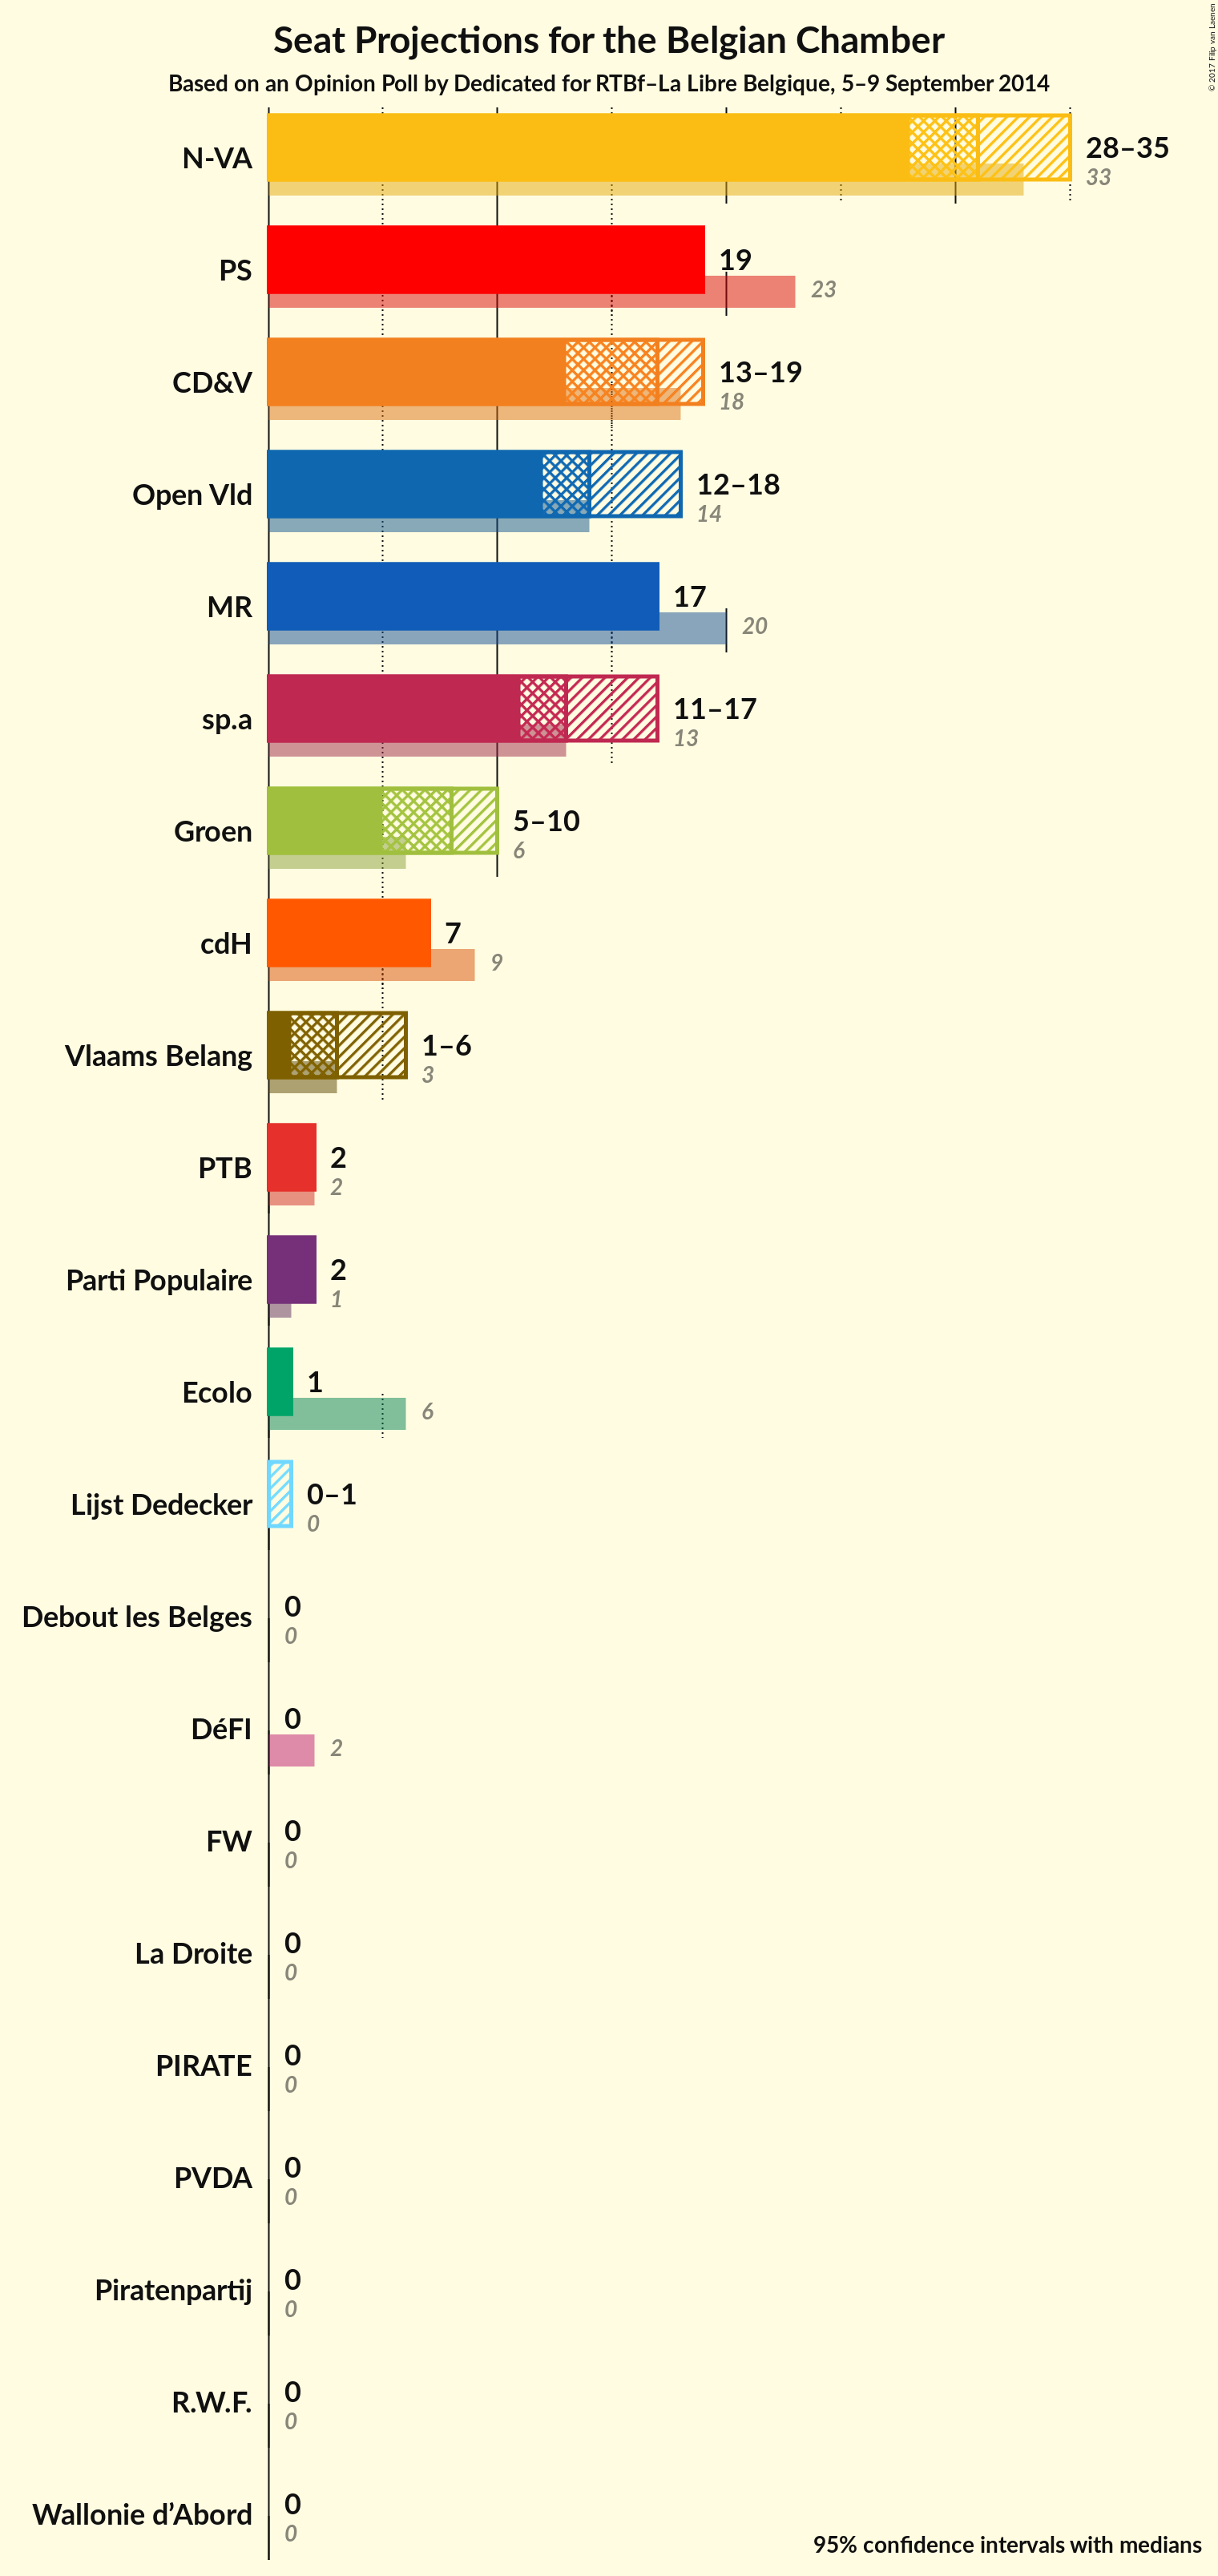 Seat Projections for the Belgian Chamber
Based on an Opinion Poll by Dedicated for RTBf–La Libre Belgique, 5–9 September 2014
© 2017 Filip van Laenen
N-VA
28–35
33
PS
19
23
CD&V
13–19
18
Open Vld
12–18
14
MR
17
20
sp.a
11–17
13
Groen
5–10
6
cdH
7
9
Vlaams Belang
1–6
3
PTB
2
2
Parti Populaire
2
1
Ecolo
1
6
Lijst Dedecker
0–1
0
Debout les Belges
0
0
DéFI
0
2
FW
0
0
La Droite
0
0
PIRATE
0
0
PVDA
0
0
Piratenpartij
0
0
R.W.F.
0
0
Wallonie d’Abord
0
0
95% confidence intervals with medians